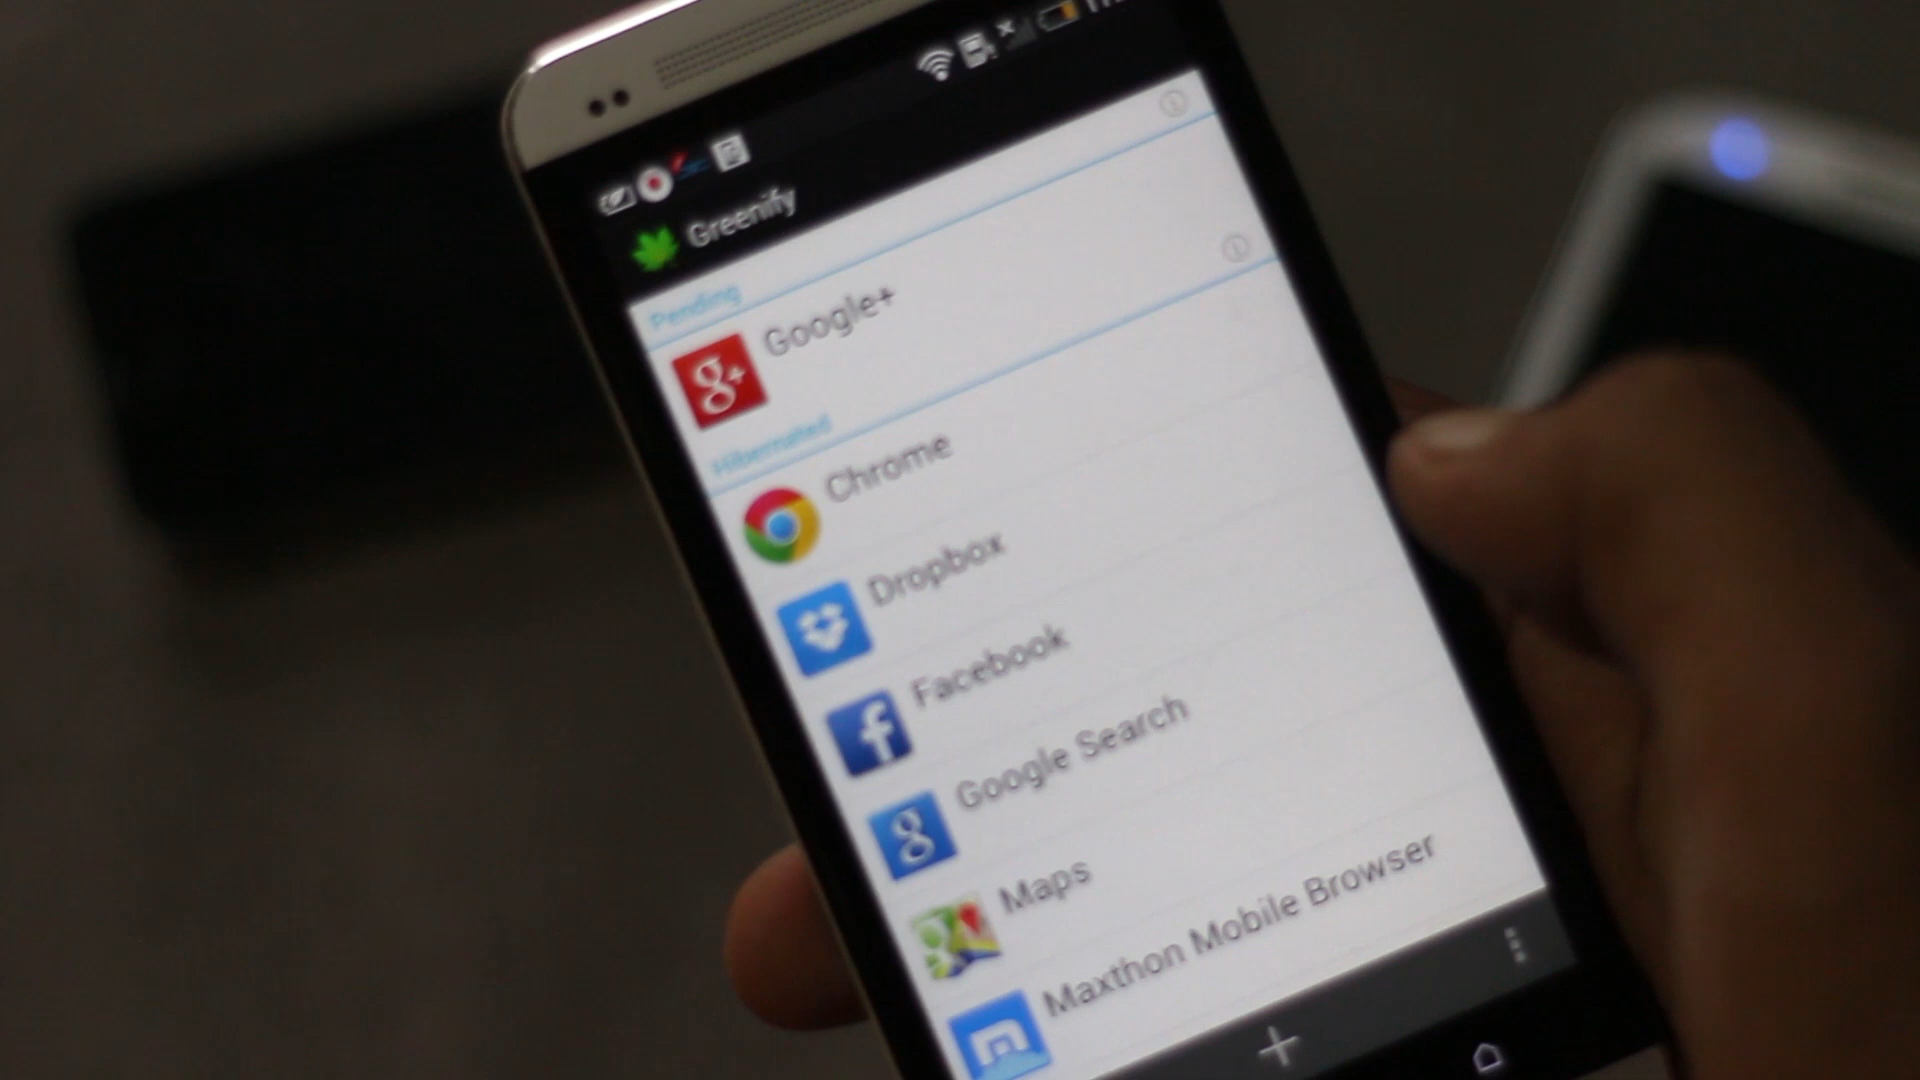 Greenify
Pending
Google+
Hibernated
Chrome
Dropbox
Facebook
Google Search
Maps
Maxthon Mobile Browser